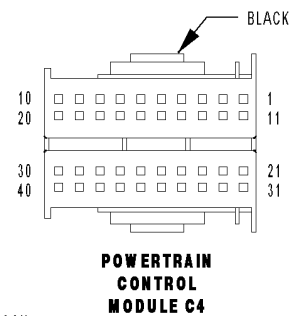 BLACK
10 1
20 11
30 21
40 31
POWERTRAIN
CONTROL
MODULE C4